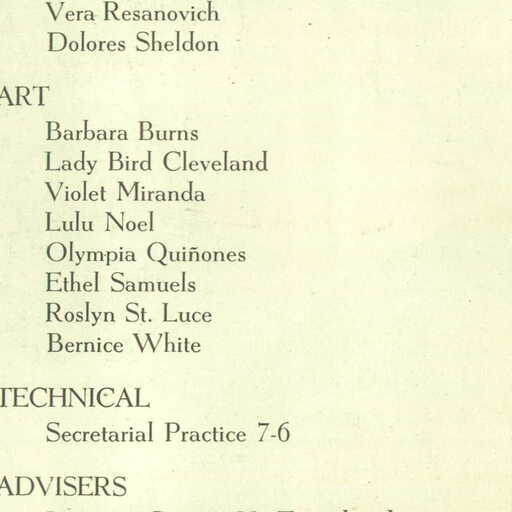 Vera Resanovich
Dolores Sheldon
ART
Barbara Burns
Lady Bird Cleveland
Violet Miranda
Lulu Noel
Olympia Quiñones
Ethel Samuels
Roslyn St. Luce
Bernice White
TECHNICAL
Secretarial Practice 7-6
ADVISERS